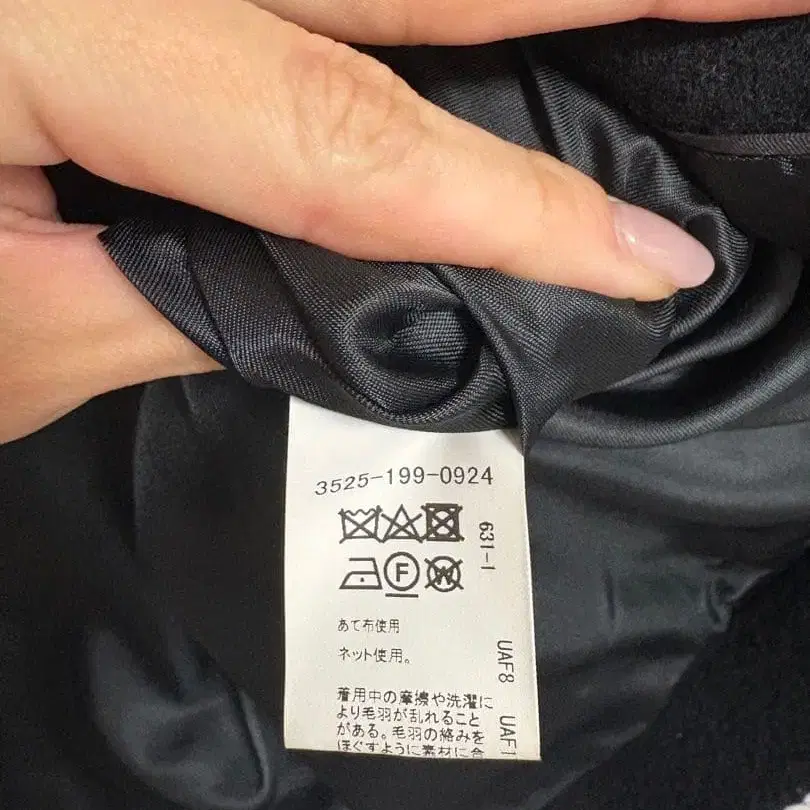 3525-199-0924
631-1
F
W
あて布使用
ネット使用。
着用中の摩擦や洗濯に
より毛羽が乱れること
がある。毛羽の絡みを
ほぐすように素材に合
UAF8 UAF1